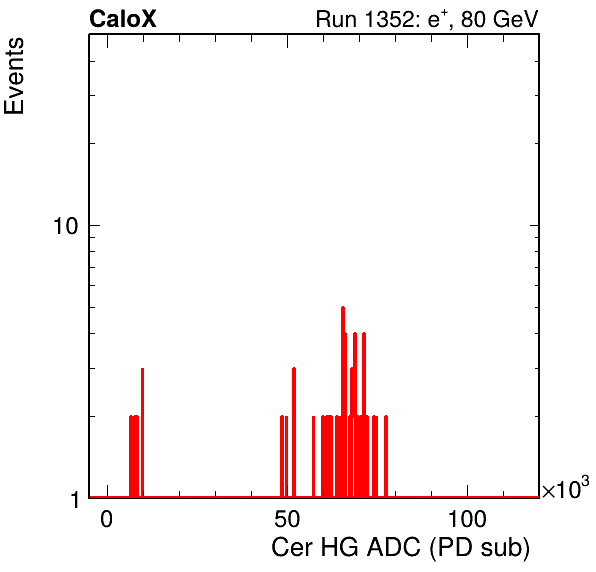 CaloX Run 1352: e⁺, 80 GeV
Events
10
1
0 50 100 ×10³
Cer HG ADC (PD sub)